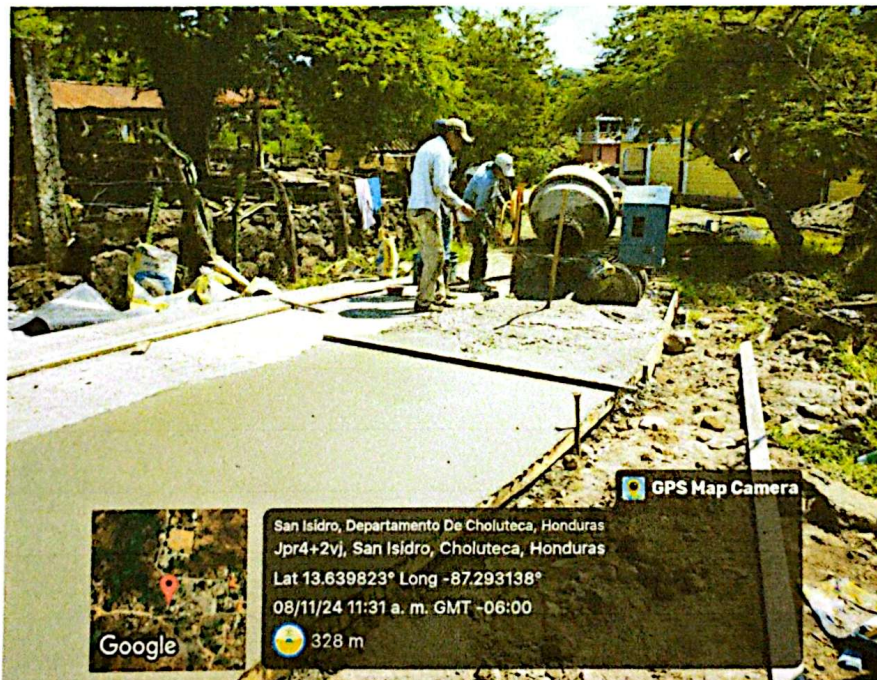 GPS Map Camera
San Isidro, Departamento De Choluteca, Honduras
Jpr4+2vj, San Isidro, Choluteca, Honduras
Lat 13.639823° Long -87.293138°
08/11/24 11:31 a. m. GMT -06:00
328 m
Google